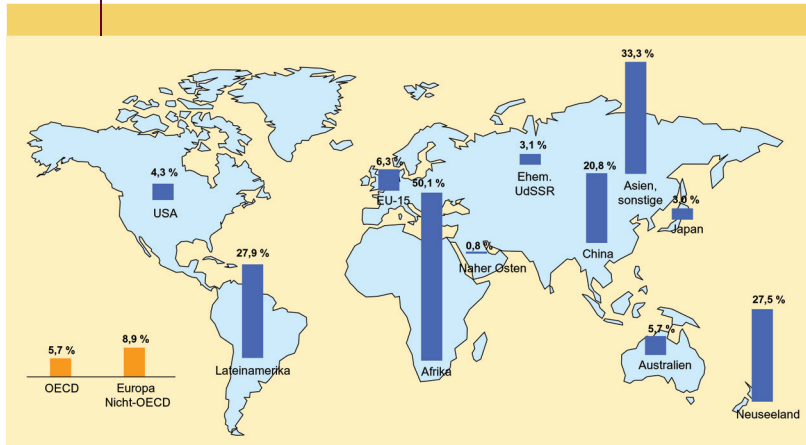 33,3 %
3,1 %
Ehem.
UdSSR
20,8 %
Asien,
sonstige
4,3 %
USA
6,3 %
EU-15
50,1 %
3,0 %
Japan
0,8 %
Naher Osten
China
27,9 %
Lateinamerika
Afrika
5,7 %
Australien
27,5 %
Neuseeland
5,7 %
OECD
8,9 %
Europa
Nicht-OECD